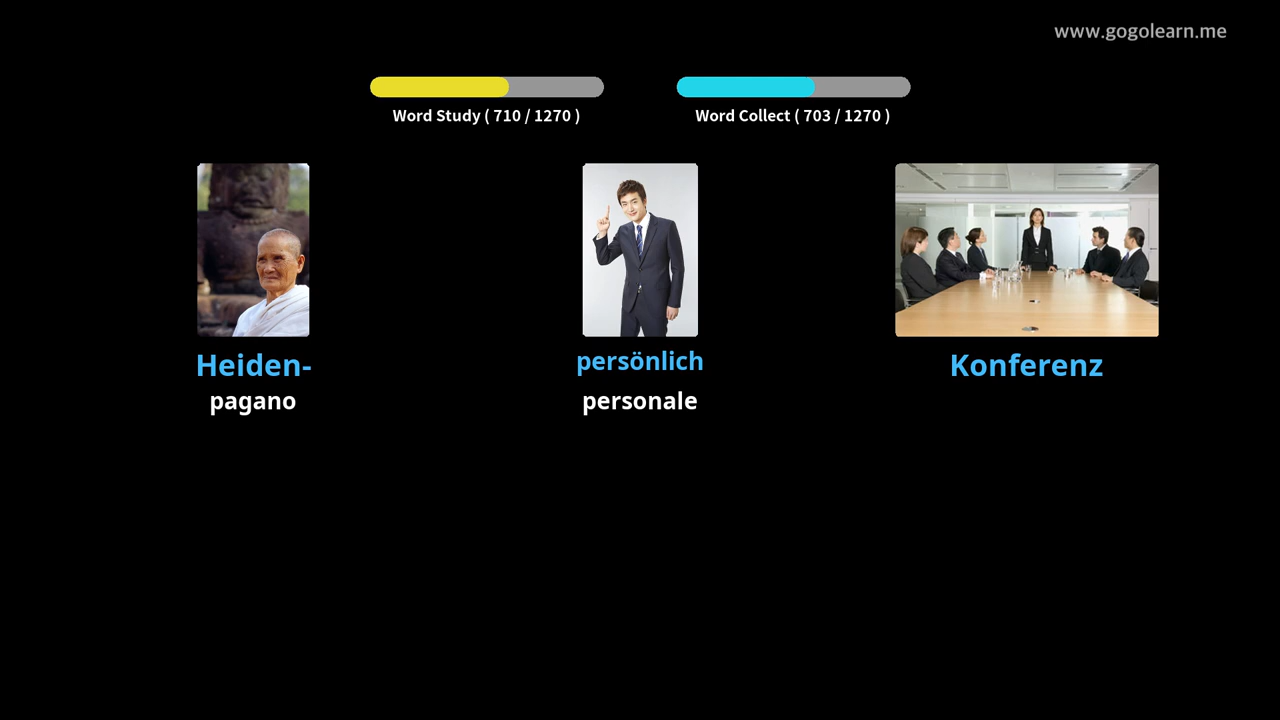 www.gogolearn.me
Word Study ( 710 / 1270 )
Word Collect ( 703 / 1270 )
Heiden-
pagano
persönlich
personale
Konferenz